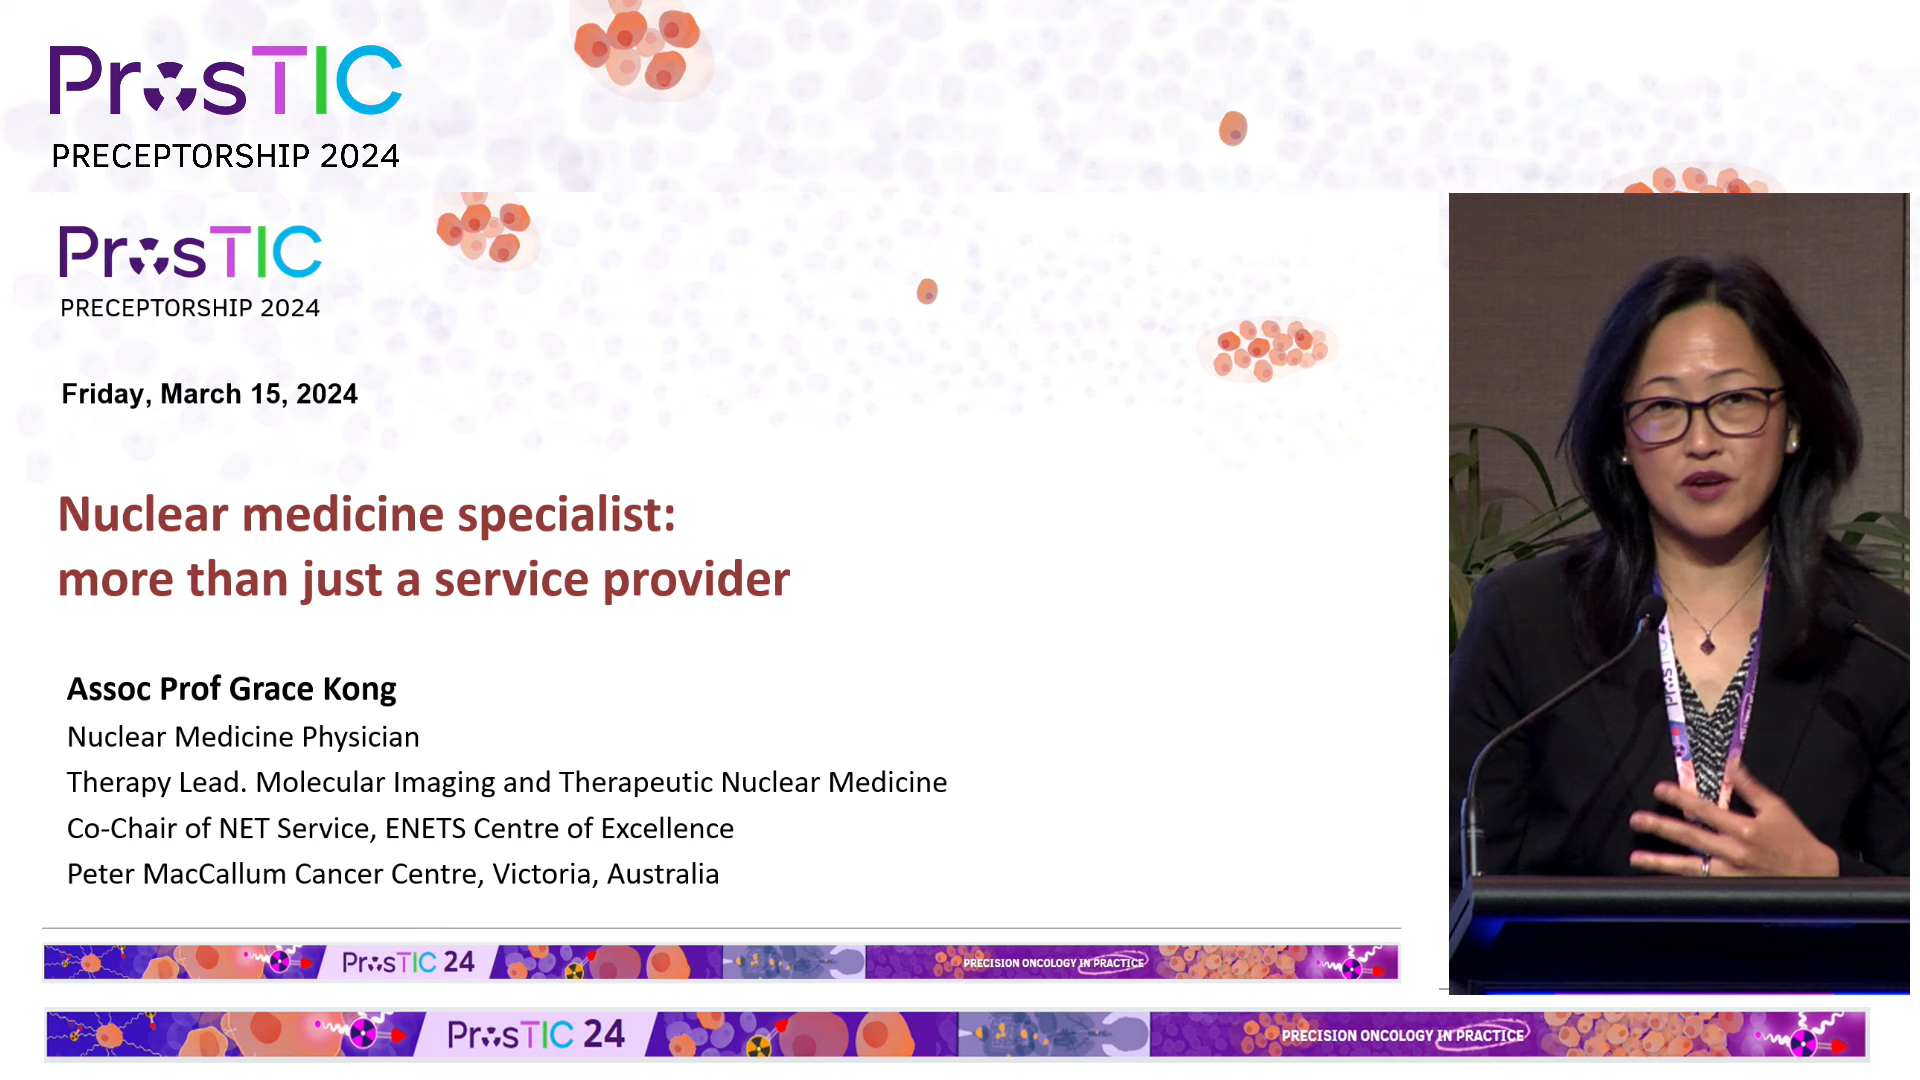 ProsTIC
PRECEPTORSHIP 2024
ProsTIC
PRECEPTORSHIP 2024
Friday, March 15, 2024
Nuclear medicine specialist:
more than just a service provider
Assoc Prof Grace Kong
Nuclear Medicine Physician
Therapy Lead. Molecular Imaging and Therapeutic Nuclear Medicine
Co-Chair of NET Service, ENETS Centre of Excellence
Peter MacCallum Cancer Centre, Victoria, Australia
ProsTIC 24
PRECISION ONCOLOGY IN PRACTICE
ProsTIC 24
PRECISION ONCOLOGY IN PRACTICE
ProsTIC